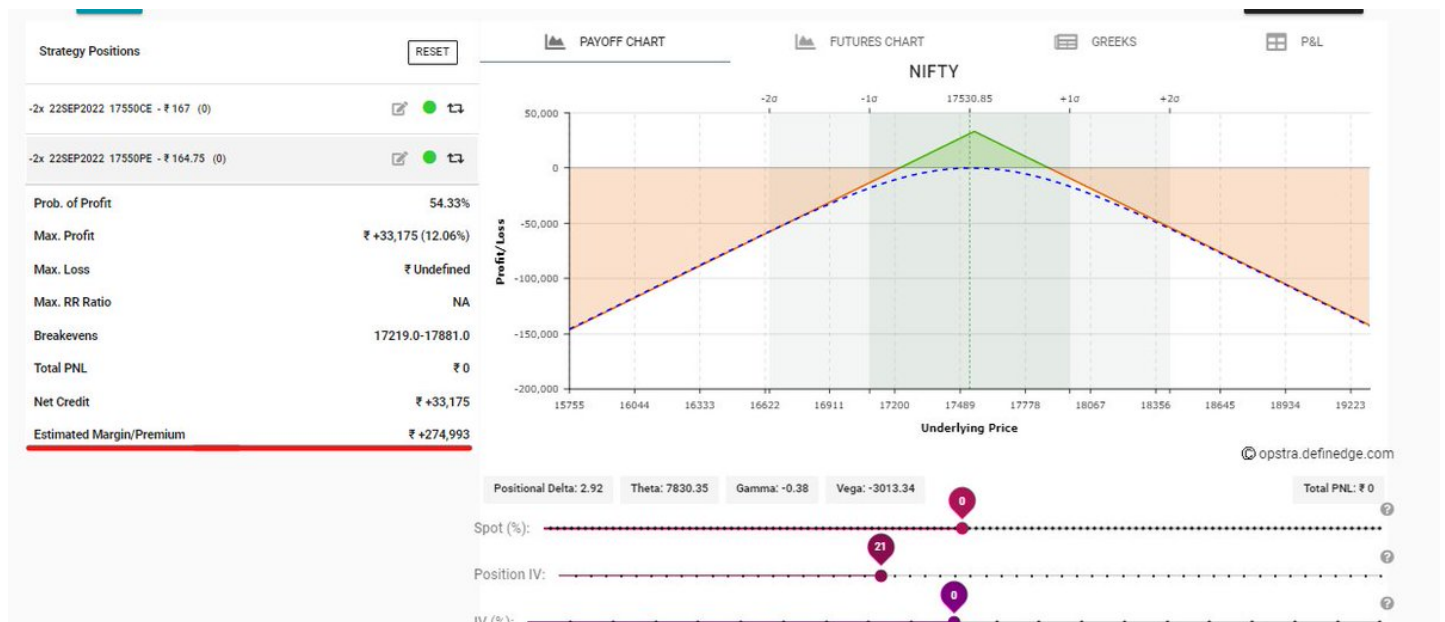 Strategy Positions
RESET
-2x 22SEP2022 17550CE - ₹ 167 (0)
-2x 22SEP2022 17550PE - ₹ 164.75 (0)
Prob. of Profit 54.33%
Max. Profit ₹ +33,175 (12.06%)
Max. Loss ₹ Undefined
Max. RR Ratio NA
Breakevens 17219.0-17881.0
Total PNL ₹ 0
Net Credit ₹ +33,175
Estimated Margin/Premium ₹ +274,993
PAYOFF CHART FUTURES CHART GREEKS P&L
NIFTY
-2σ -1σ 17530.85 +1σ +2σ
50,000
0
-50,000
-100,000
-150,000
-200,000
Profit/Loss
15755 16044 16333 16622 16911 17200 17489 17778 18067 18356 18645 18934 19223
Underlying Price
© opstra.definedge.com
Positional Delta: 2.92 Theta: 7830.35 Gamma: -0.38 Vega: -3013.34 Total PNL: ₹ 0
0
Spot (%): ?
21
Position IV: ?
0
IV (%): ?